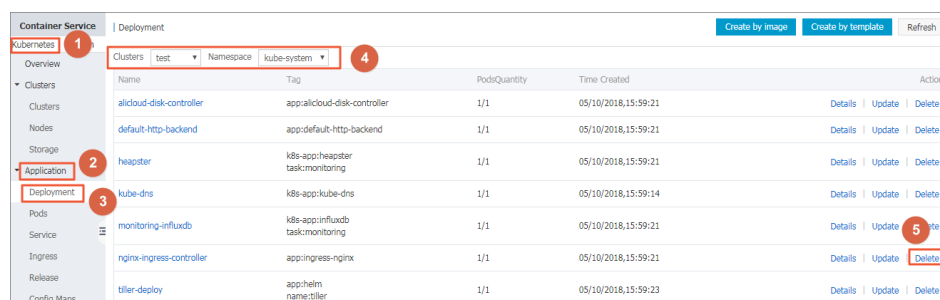 Container Service
Deployment
Create by image
Create by template
Refresh
Kubernetes
1
Clusters test Namespace kube-system
4
Overview
Clusters
Name Tag PodsQuantity Time Created Action
Clusters
alicloud-disk-controller app:alicloud-disk-controller 1/1 05/10/2018,15:59:21 Details Update Delete
Nodes
default-http-backend app:default-http-backend 1/1 05/10/2018,15:59:21 Details Update Delete
Storage
2
Application
heapster k8s-app:heapster 1/1 05/10/2018,15:59:21 Details Update Delete
task:monitoring
Deployment
3
kube-dns k8s-app:kube-dns 1/1 05/10/2018,15:59:14 Details Update Delete
Pods
Service
monitoring-influxdb k8s-app:influxdb 1/1 05/10/2018,15:59:21 Details Update
task:monitoring
5
Ingress
nginx-ingress-controller app:ingress-nginx 1/1 05/10/2018,15:59:21 Details Update Delete
Release
tiller-deploy app:helm 1/1 05/10/2018,15:59:23 Details Update Delete
name:tiller
Config Maps